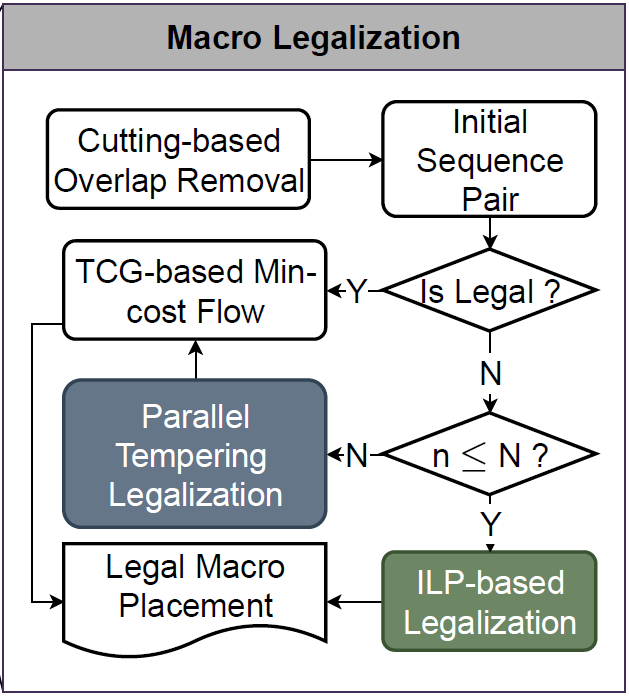 Macro Legalization
Cutting-based
Overlap Removal
Initial
Sequence
Pair
TCG-based Min-
cost Flow
Y
Is Legal ?
N
Parallel
Tempering
Legalization
N
n ≤ N ?
Y
Legal Macro
Placement
ILP-based
Legalization